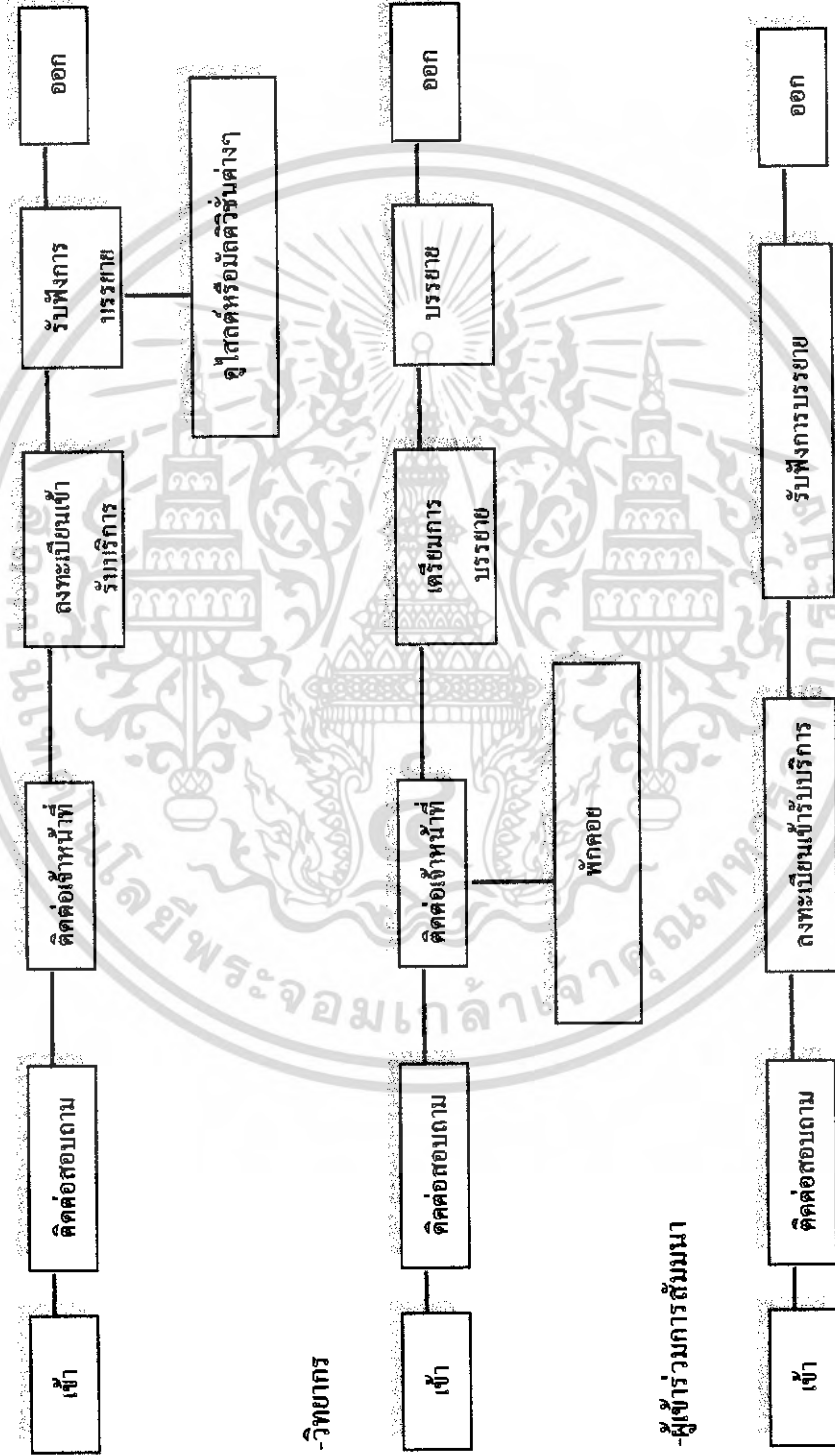 เข้า
ติดต่อสอบถาม
ติดต่อเจ้าหน้าที่
ลงทะเบียนเข้า
รับบริการ
รับฟังการ
บรรยาย
ออก
ดูไสลด์หรือมัลติวิชั่นต่างๆ
-วิทยากร
เข้า
ติดต่อสอบถาม
ติดต่อเจ้าหน้าที่
เตรียมการ
บรรยาย
บรรยาย
ออก
พักคอย
-ผู้เข้าร่วมการสัมมนา
เข้า
ติดต่อสอบถาม
ลงทะเบียนเข้ารับบริการ
รับฟังการบรรยาย
ออก